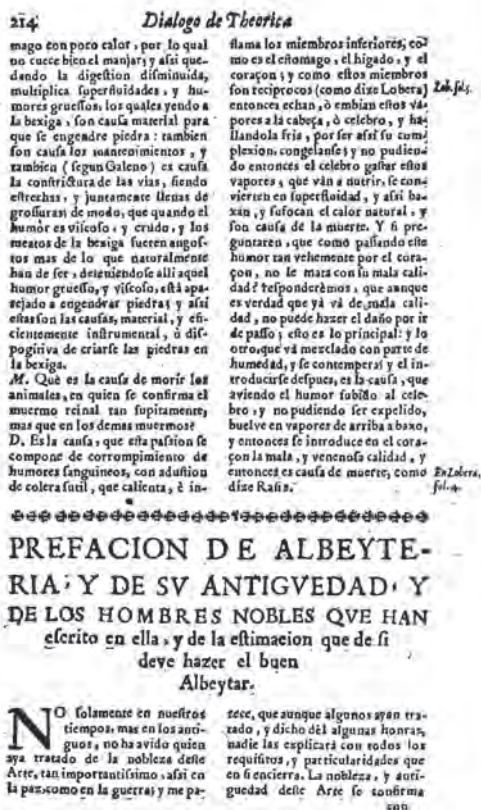 214 Dialogo de Theorica
mago con poco calor, por lo qual
no cuece bien el manjar; y assi que-
dando la digestion disminuida,
multiplica superfluidades, y hu-
mores gruessos, los quales yendo a
la bexiga, son causa material para
que se engendre piedra: tambien
son causa los mantenimientos, y
tambien (segun Galeno) es causa
la constrictura de las vias, siendo
estrechas, y juntamente llenas de
grossuras; de modo, que quando el
humor es viscoso, y crudo, y los
meatos de la bexiga fueren angos-
tos mas de lo que naturalmente
han de ser, deteniendose alli aquel
humor gruesso, y viscoso, està apa-
rejado a engendrar piedra; y assi
estas son las causas, material, y efi-
cientemente instrumental, ò dis-
pogitiva de criarse las piedras en
la bexiga.
M. Què es la causa de morir los
animales, en quien se confirma el
muermo reinal tan supitamente,
mas que en los demas muermos?
D. Es la causa, que esta passion se
compone de corrompimiento de
humores sanguineos, con adustion
de colera sutil, que calienta, è in-
flama los miembros inferiores, co-
mo es el estomago, el higado, y el
coraçon; y como estos miembros
son reciprocos (como dize Lobera)
entonces echan, ò embian estos va-
pores a la cabeça, ò celebro, y ha-
llandola fria, por ser assi su com-
plexion, congelanse; y no pudien-
do entonces el celebro gastar estos
vapores, que vàn a nutrir, se con-
vierten en superfluidad, y assi ba-
xan, y sufocan el calor natural, y
son causa de la muerte. Y si pre-
guntaren, que como passando este
humor tan vehemente por el cora-
çon, no le mata con su mala cali-
dad? responderèmos, que aunque
es verdad que yà và de mala cali-
dad, no puede hazer el daño por ir
de passo; esto es lo principal: y lo
otro, que và mezclado con parte de
humedad, y se contempera; y el in-
troducirse despues, es la causa, que
aviendo el humor subido al cele-
bro, y no pudiendo ser expelido,
buelve en vapores de arriba a baxo,
y entonces se introduce en el cora-
çon la mala, y venenosa calidad, y
entonces es causa de muerte, como
dize Rasis.
Lob. fol. 5.
En Lobera,
fol. 4.
PREFACION DE ALBEYTE-
RIA, Y DE SV ANTIGVEDAD, Y
DE LOS HOMBRES NOBLES QVE HAN
escrito en ella, y de la estimacion que de si
deve hazer el buen
Albeytar.
NO solamente en nuestros
tiempos, mas en los anti-
guos, no ha avido quien
aya tratado de la nobleza deste
Arte, tan importantissimo, assi en
la paz, como en la guerra; y me pa-
rece, que aunque algunos ayan tra-
tado, y dicho dèl algunas honras,
nadie las explicarà con todos los
requisitos, y particularidades que
en si encierra. La nobleza, y anti-
guedad deste Arte se confirma
con